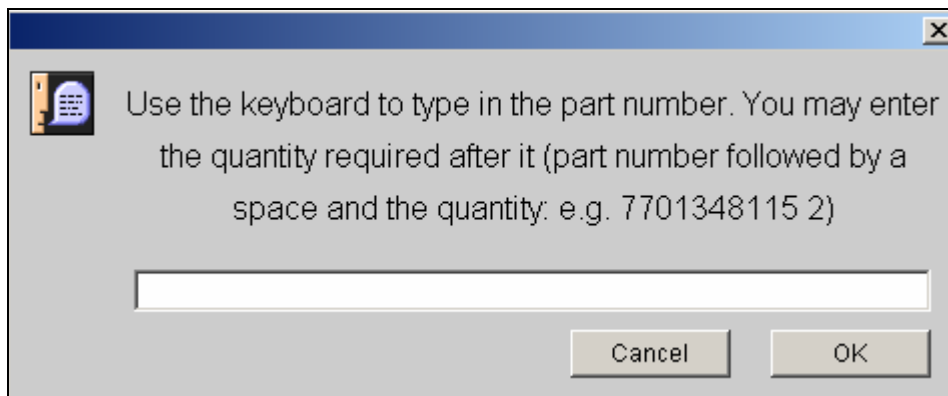 Use the keyboard to type in the part number. You may enter
the quantity required after it (part number followed by a
space and the quantity: e.g. 7701348115 2)
Cancel OK